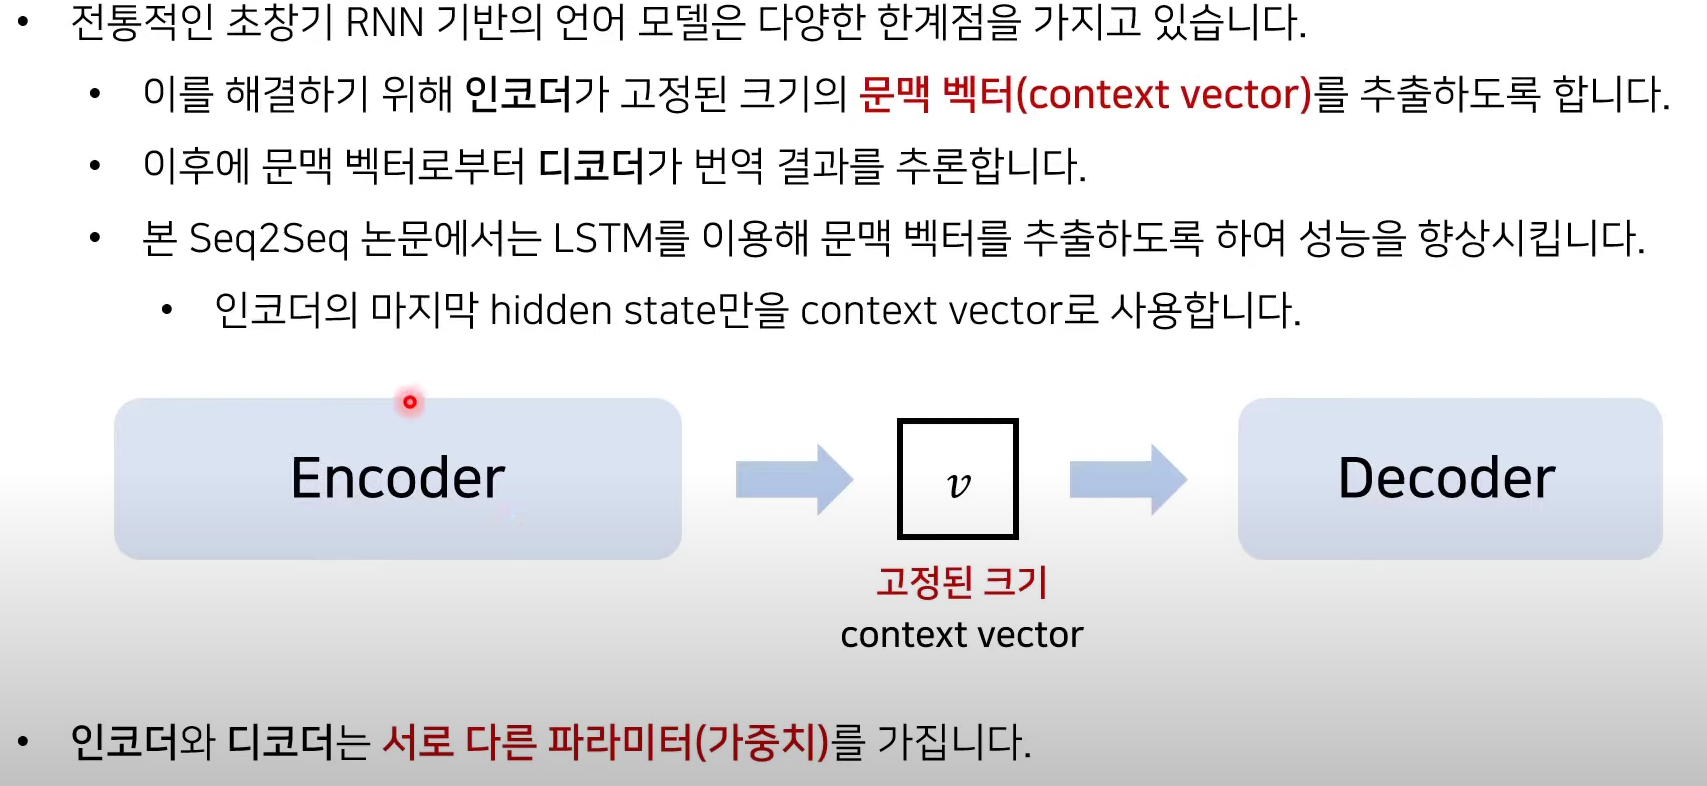 • 전통적인 초창기 RNN 기반의 언어 모델은 다양한 한계점을 가지고 있습니다.
• 이를 해결하기 위해 인코더가 고정된 크기의 문맥 벡터(context vector)를 추출하도록 합니다.
• 이후에 문맥 벡터로부터 디코더가 번역 결과를 추론합니다.
• 본 Seq2Seq 논문에서는 LSTM를 이용해 문맥 벡터를 추출하도록 하여 성능을 향상시킵니다.
• 인코더의 마지막 hidden state만을 context vector로 사용합니다.
Encoder
v
Decoder
고정된 크기
context vector
• 인코더와 디코더는 서로 다른 파라미터(가중치)를 가집니다.